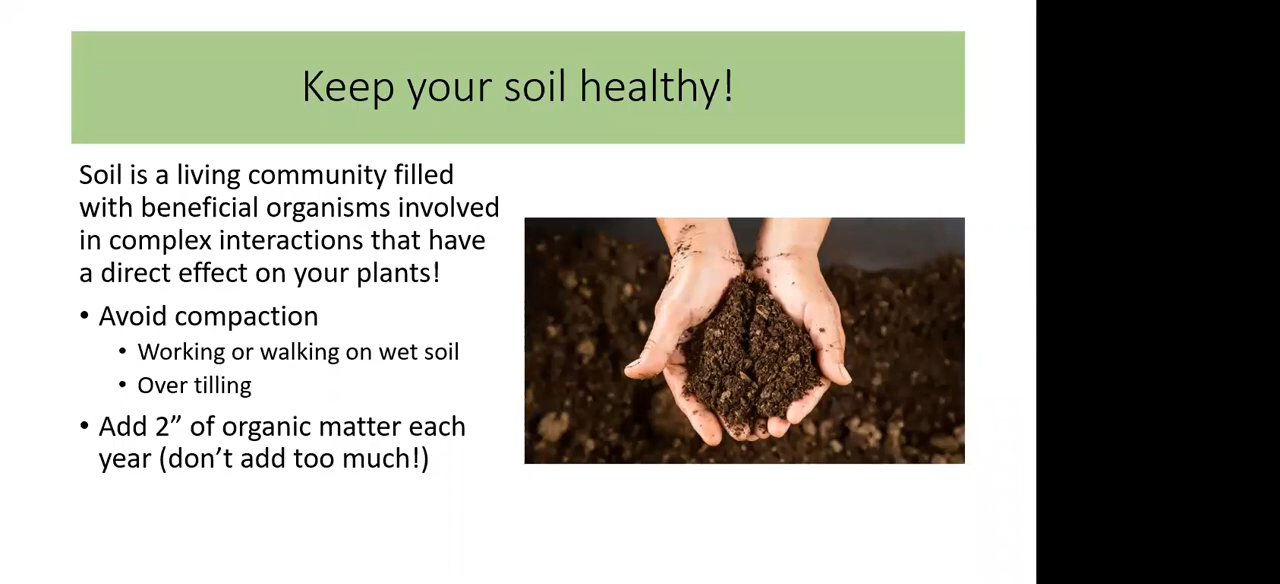 Keep your soil healthy!
Soil is a living community filled
with beneficial organisms involved
in complex interactions that have
a direct effect on your plants!
• Avoid compaction
• Working or walking on wet soil
• Over tilling
• Add 2” of organic matter each
year (don’t add too much!)